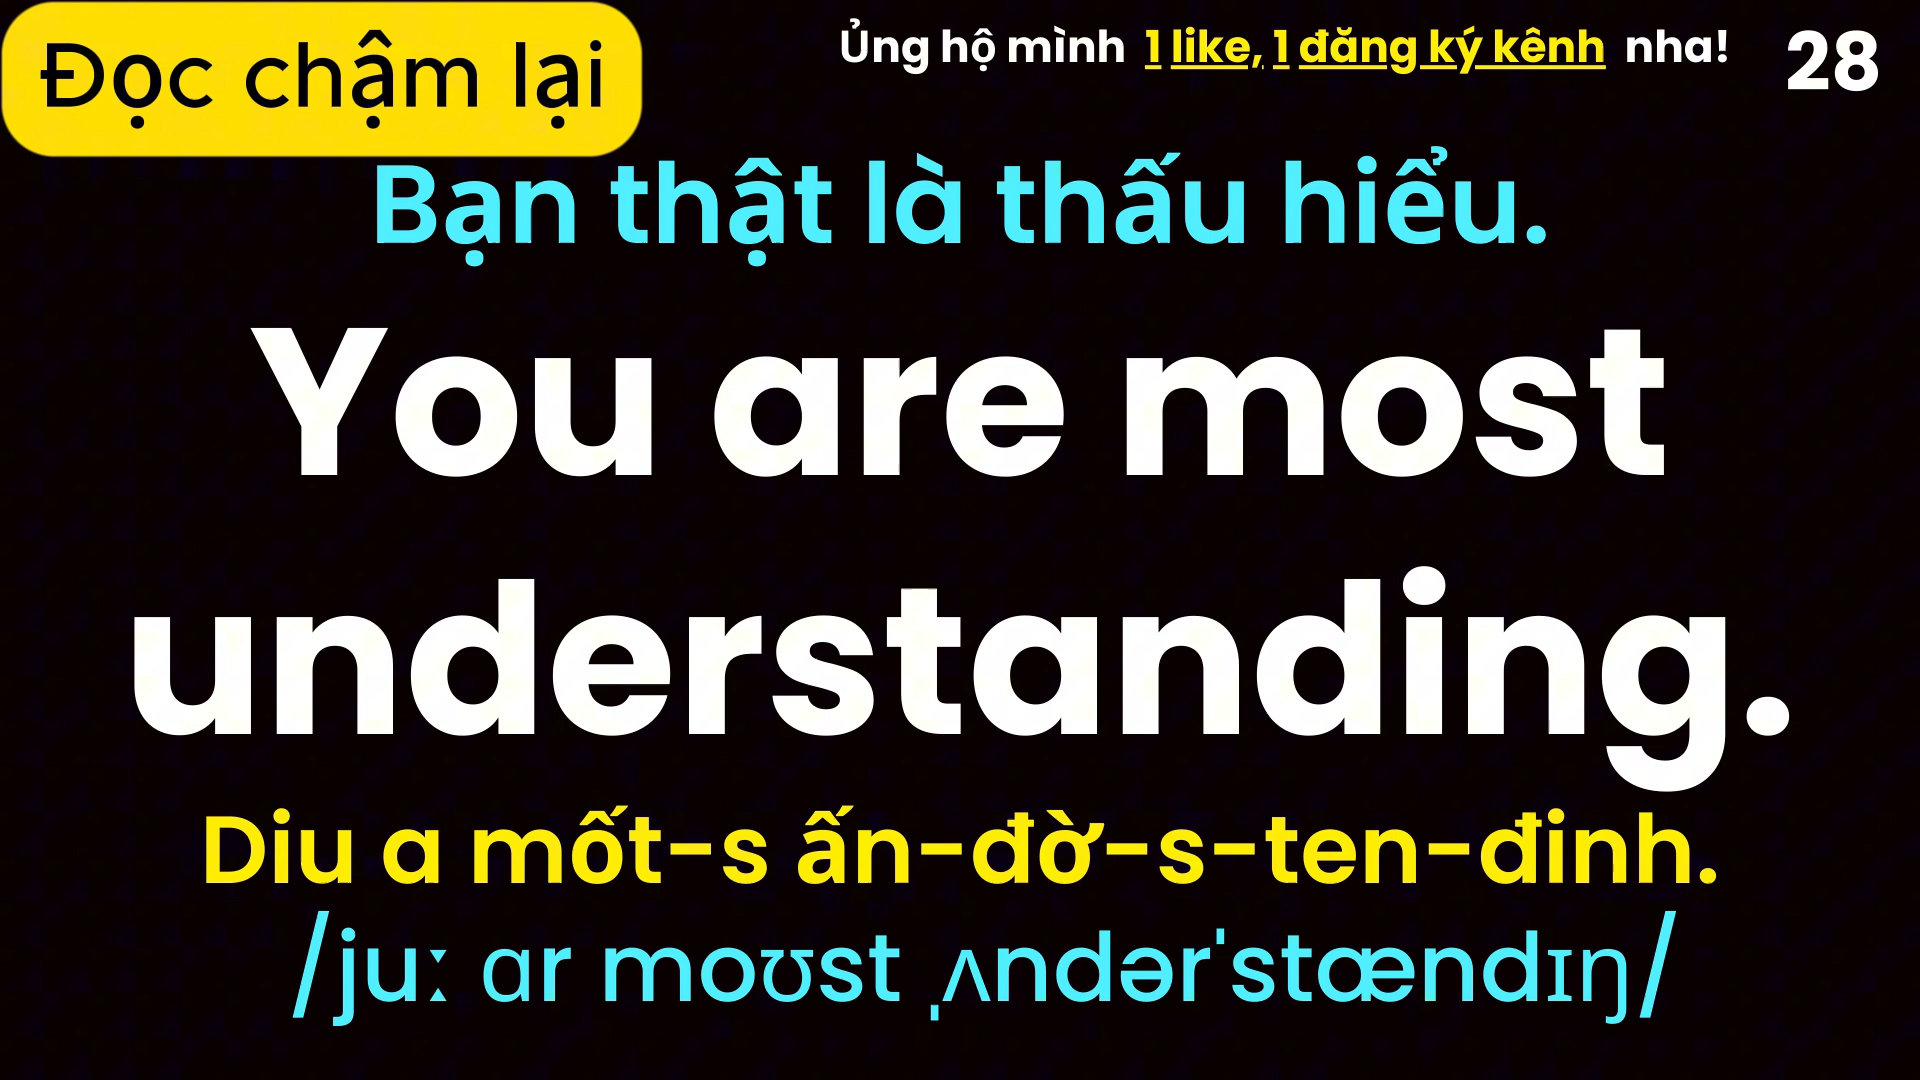 Đọc chậm lại
Ủng hộ mình 1 like, 1 đăng ký kênh nha!
28
Bạn thật là thấu hiểu.
You are most
understanding.
Diu a mốt-s ấn-đờ-s-ten-đinh.
/juː ɑr moʊst ˌʌndərˈstændɪŋ/